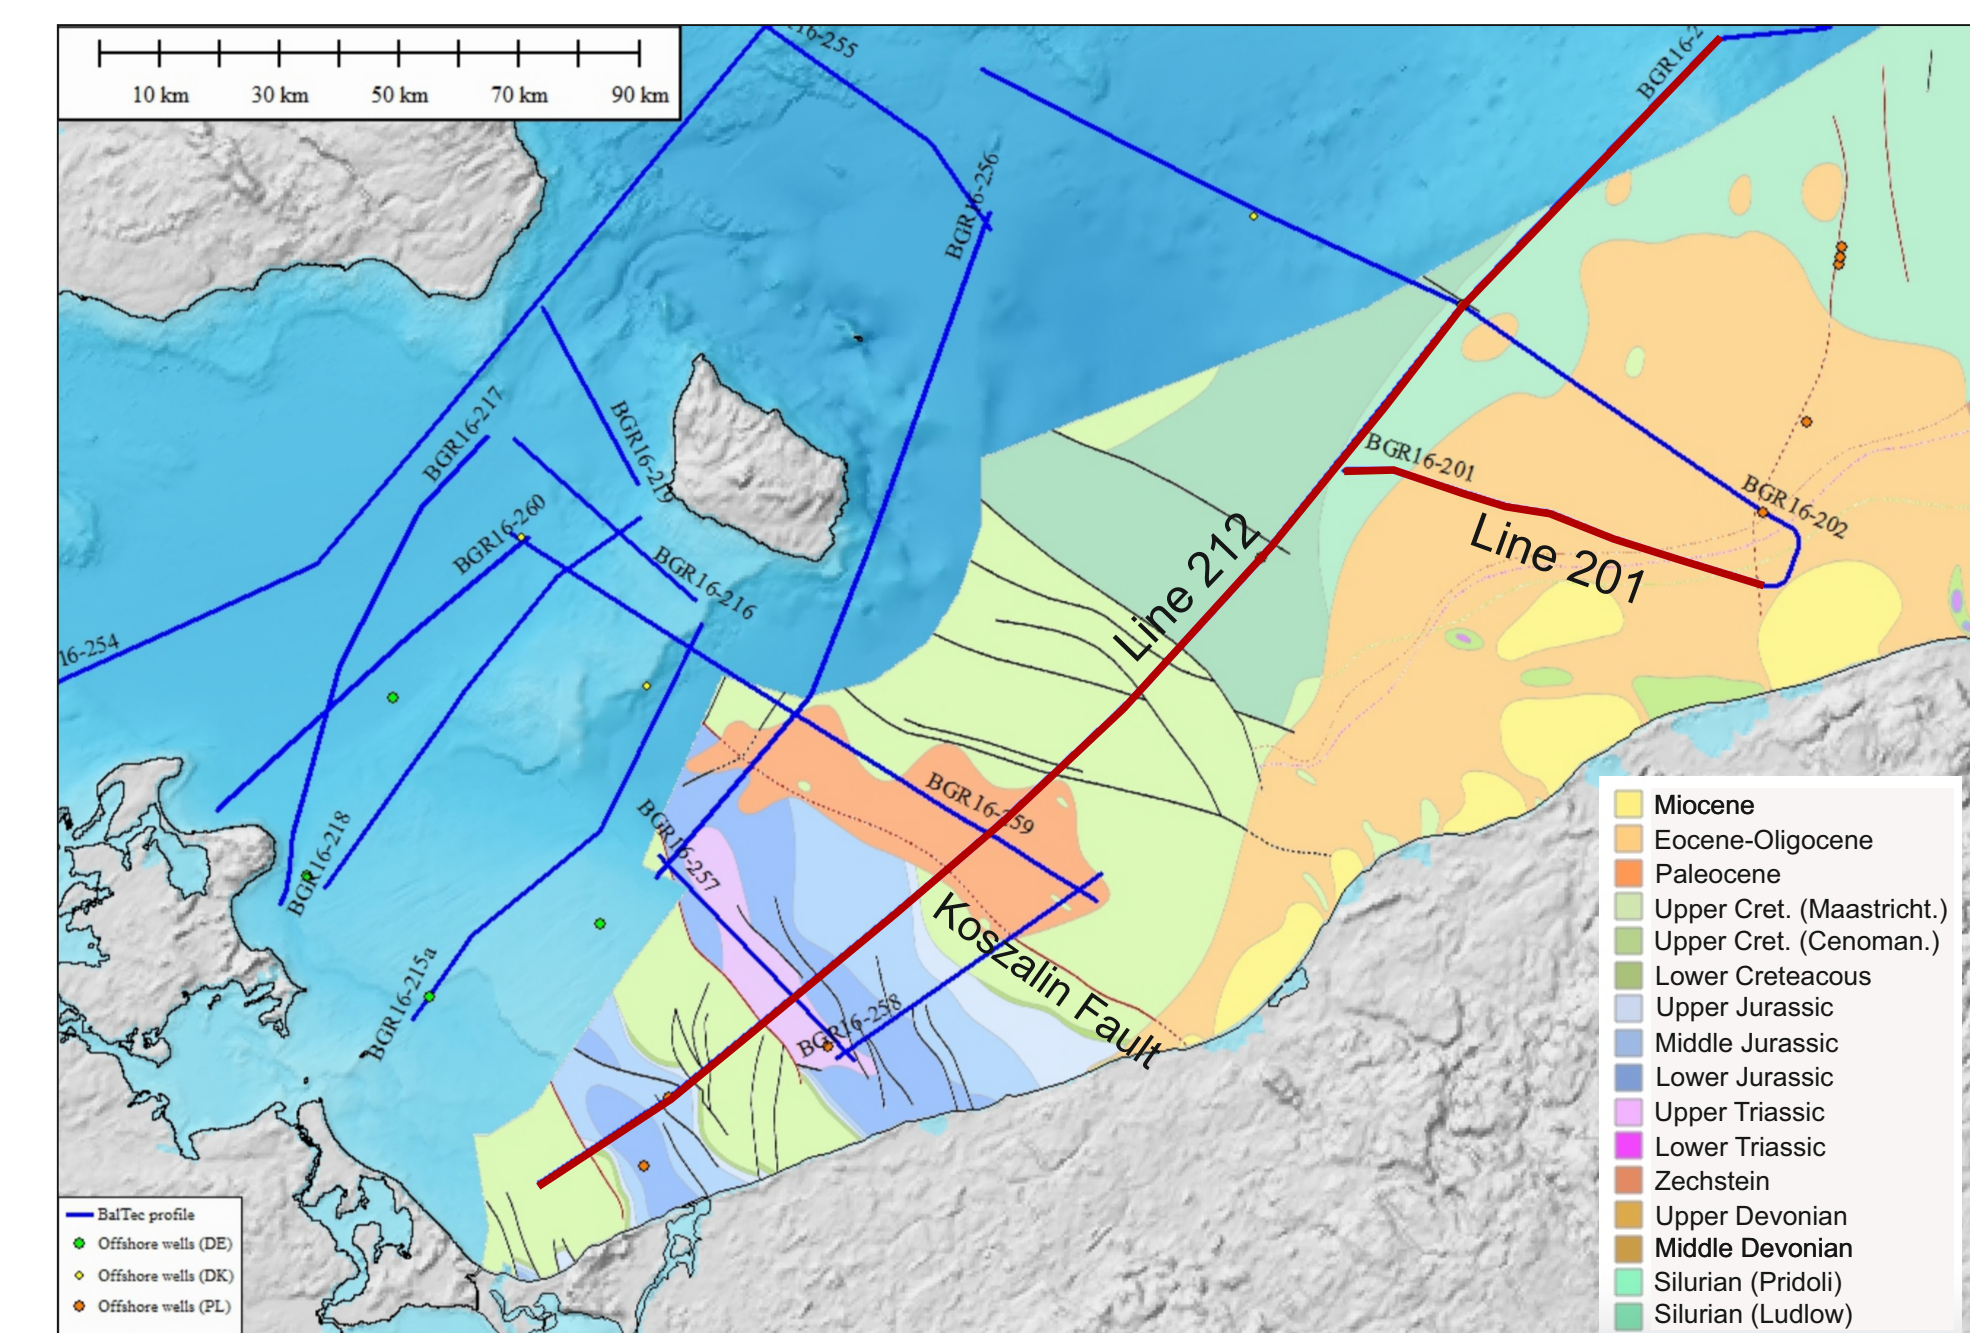 10 km 30 km 50 km 70 km 90 km
16-255
BGR16-2
BGR16-256
BGR16-217
BGR16-219
BGR16-201
BGR16-202
BGR16-260
Line 212
Line 201
BGR16-216
16-254
BGR16-259
BGR16-257
BGR16-218
Koszalin Fault
BGR16-258
BGR16-215a
Miocene
Eocene-Oligocene
Paleocene
Upper Cret. (Maastricht.)
Upper Cret. (Cenoman.)
Lower Creteacous
Upper Jurassic
Middle Jurassic
Lower Jurassic
Upper Triassic
Lower Triassic
Zechstein
Upper Devonian
Middle Devonian
Silurian (Pridoli)
Silurian (Ludlow)
BalTec profile
Offshore wells (DE)
Offshore wells (DK)
Offshore wells (PL)